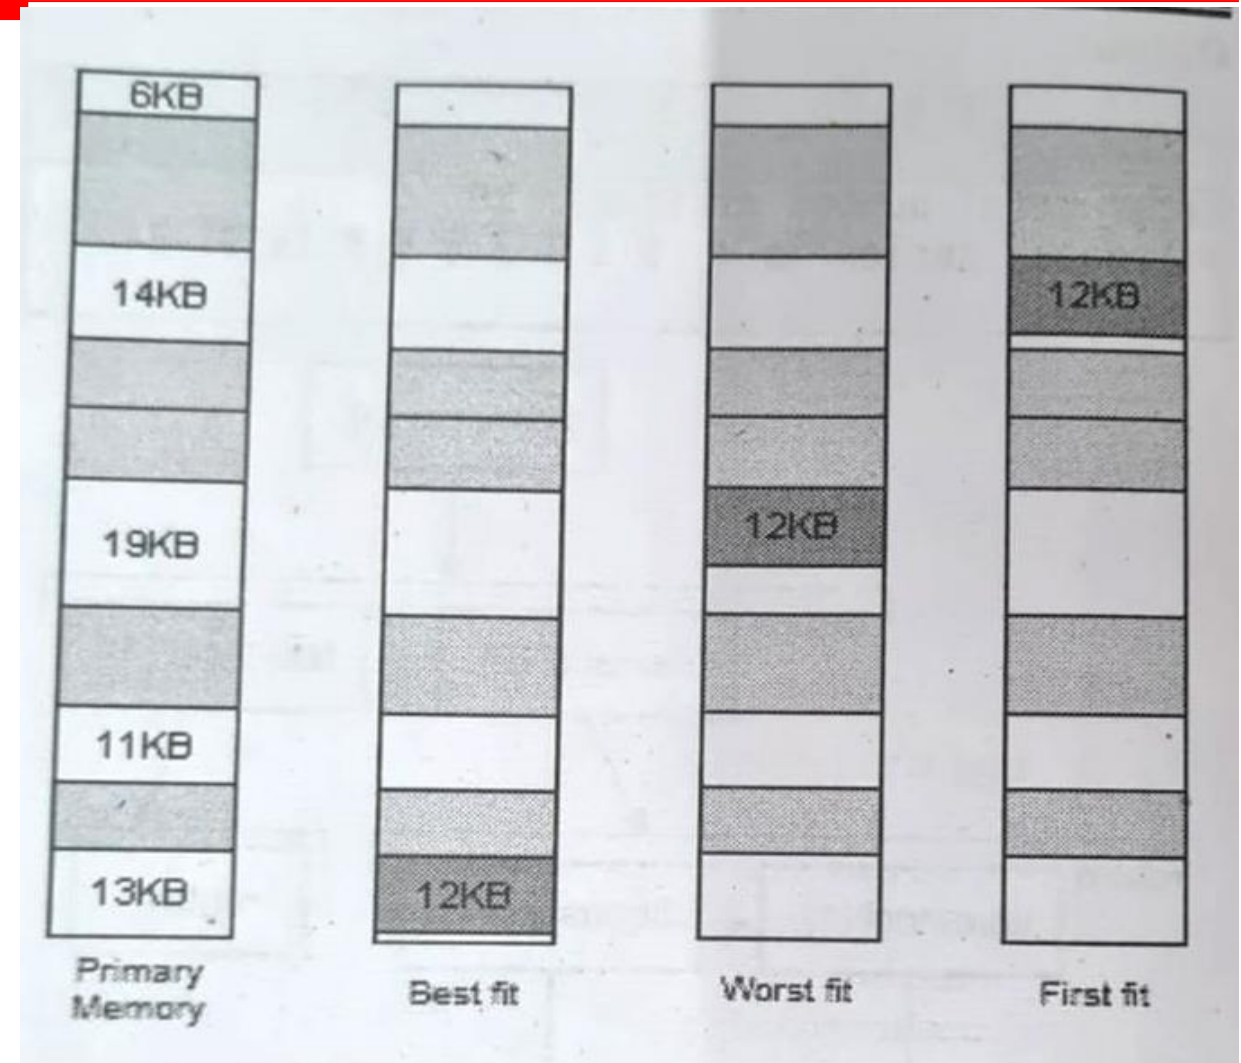 6KB
14KB
12KB
19KB
12KB
11KB
13KB
12KB
Primary
Memory
Best fit
Worst fit
First fit